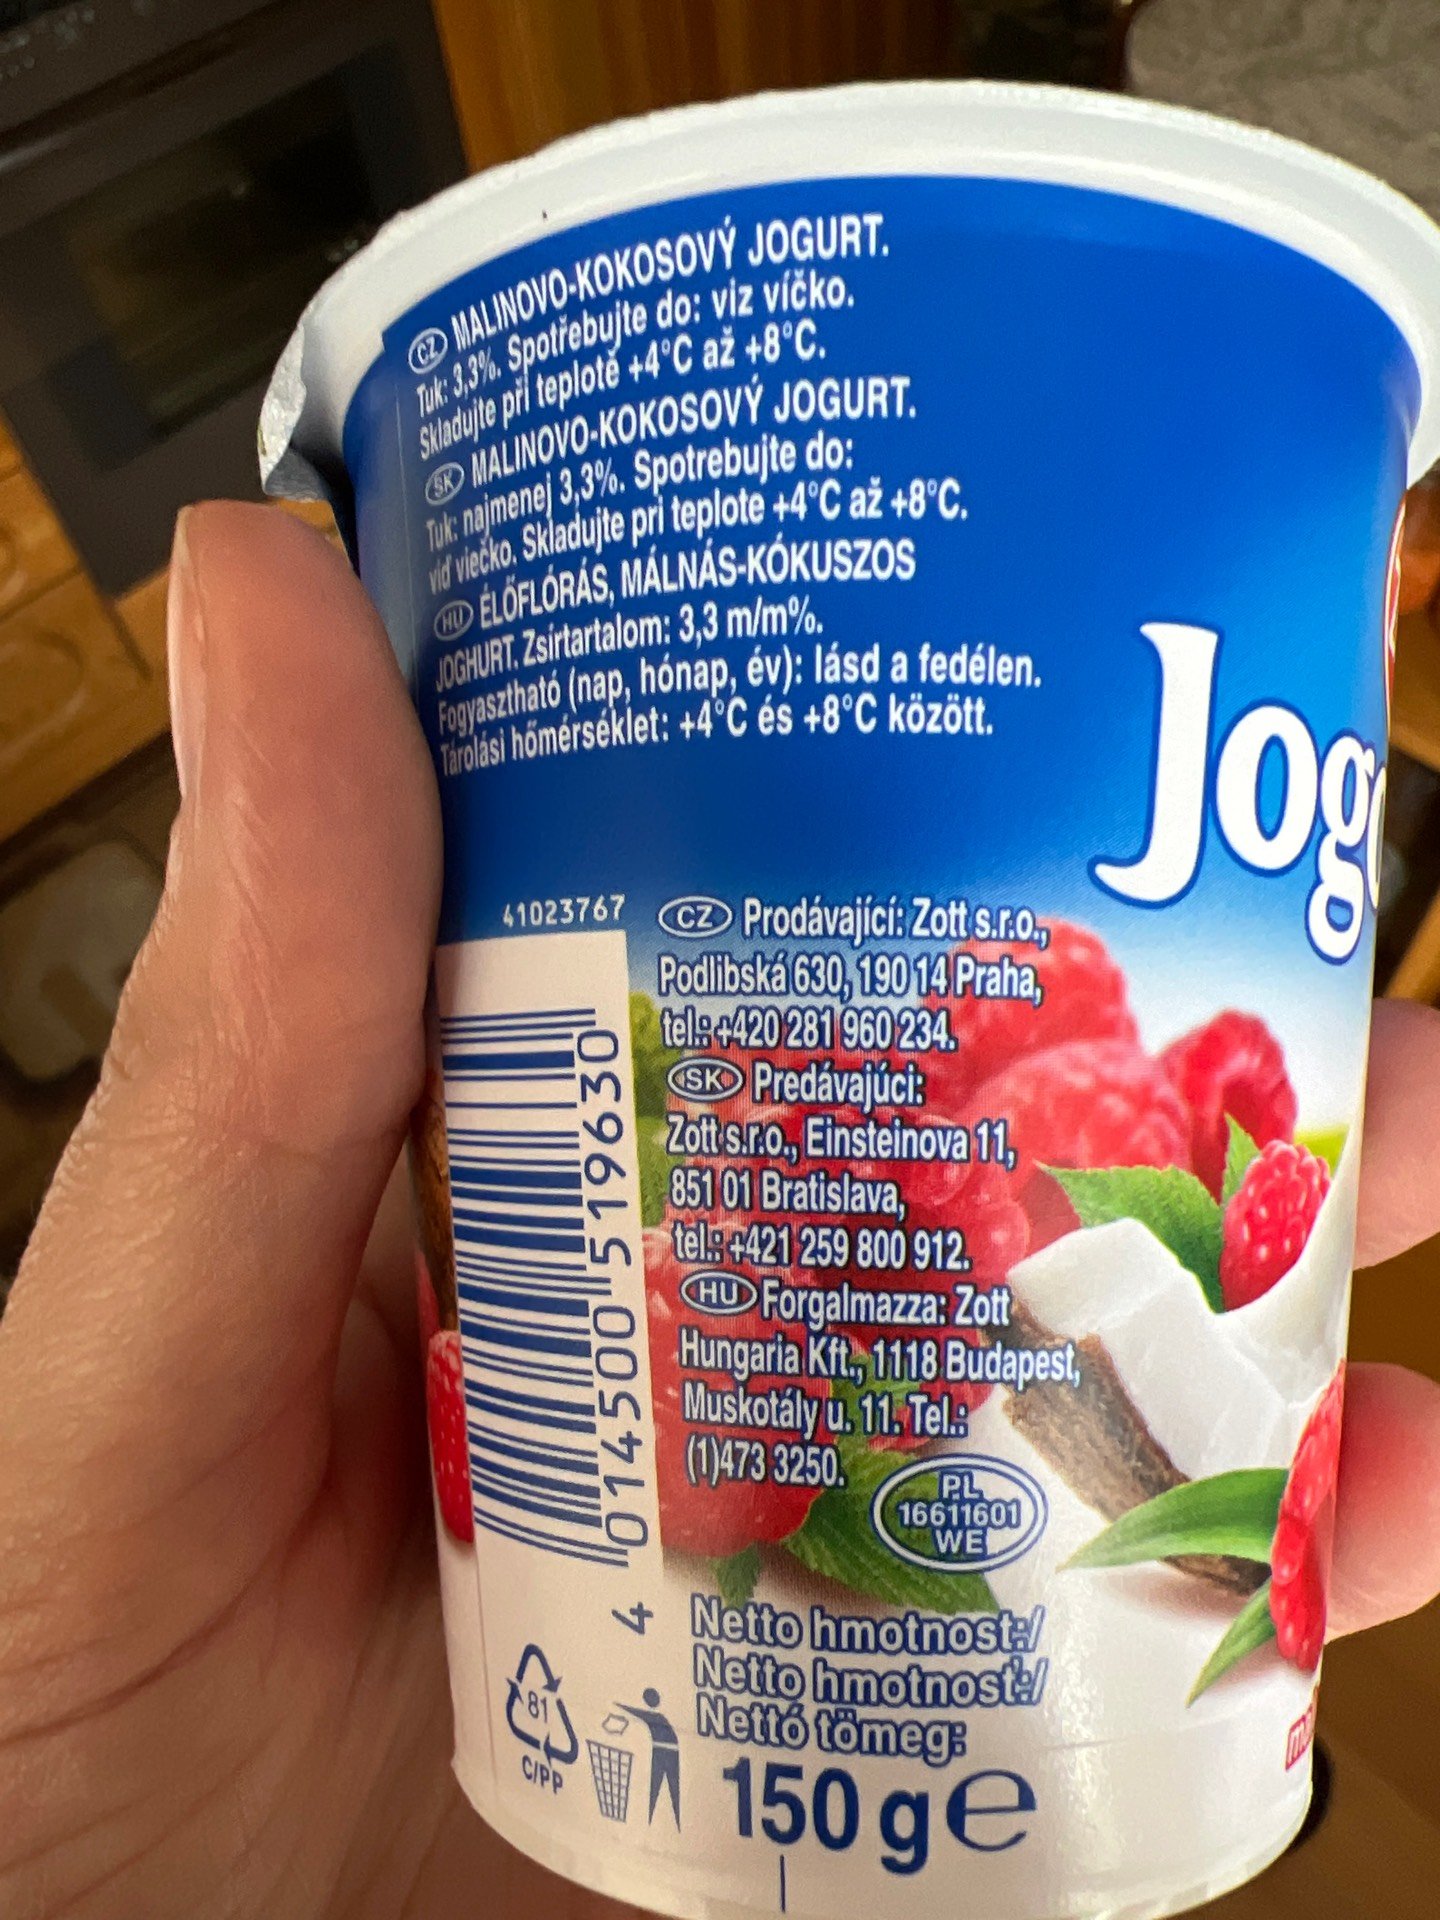 CZ MALINOVO-KOKOSOVÝ JOGURT.
Tuk: 3,3%. Spotřebujte do: viz víčko.
Skladujte při teplotě +4°C až +8°C.
SK MALINOVO-KOKOSOVÝ JOGURT.
Tuk: najmenej 3,3%. Spotrebujte do:
viď viečko. Skladujte pri teplote +4°C až +8°C.
HU ÉLŐFLÓRÁS, MÁLNÁS-KÓKUSZOS
JOGHURT. Zsírtartalom: 3,3 m/m%.
Fogyasztható (nap, hónap, év): lásd a fedélen.
Tárolási hőmérséklet: +4°C és +8°C között.
Jogo
41023767
CZ Prodávající: Zott s.r.o.,
Podlibská 630, 190 14 Praha,
tel.: +420 281 960 234.
SK Predávajúci:
Zott s.r.o., Einsteinova 11,
851 01 Bratislava,
tel.: +421 259 800 912.
HU Forgalmazza: Zott
Hungaria Kft., 1118 Budapest,
Muskotály u. 11. Tel.:
(1)473 3250.
PL
16611601
WE
4 014500 519630
Netto hmotnost:/
Netto hmotnosť:/
Nettó tömeg:
150 g e
81
C/PP